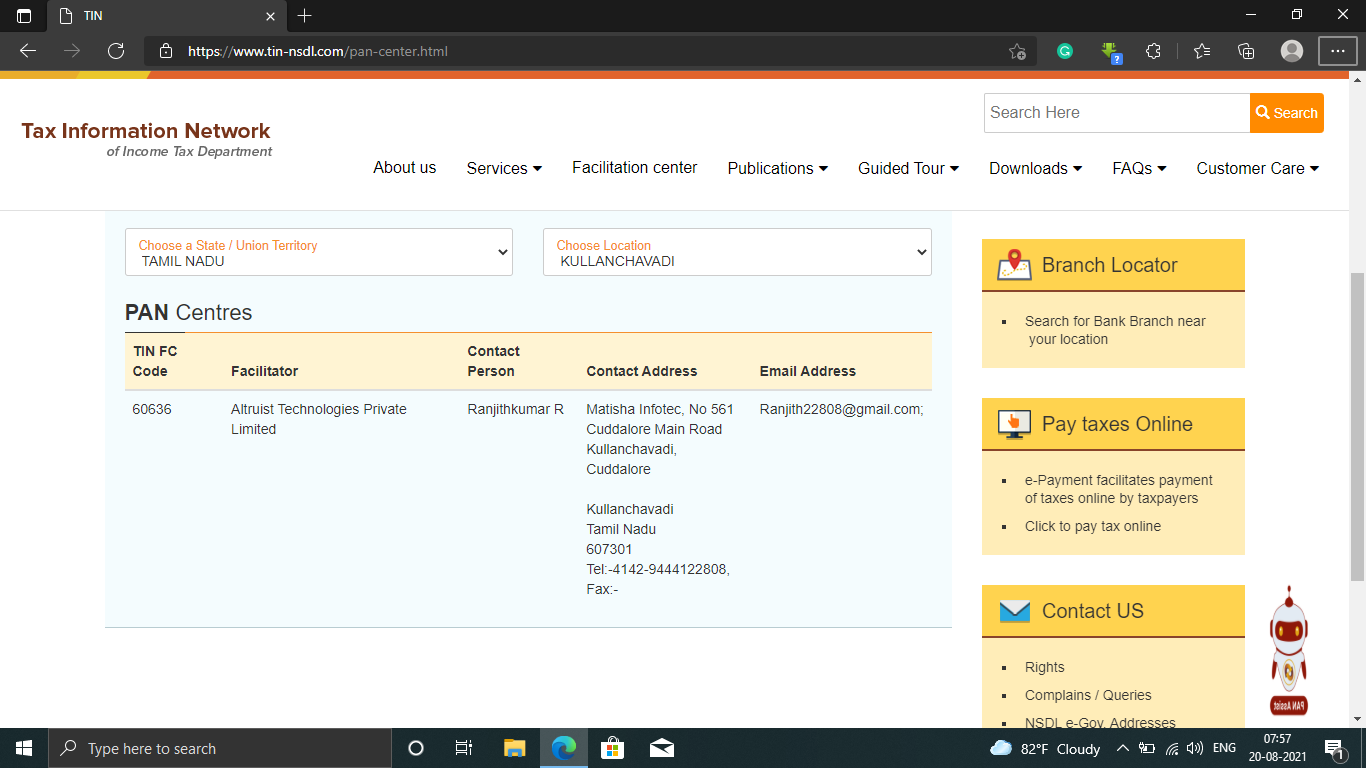 TIN
https://www.tin-nsdl.com/pan-center.html
Search Here
Search
Tax Information Network
of Income Tax Department
About us
Services
Facilitation center
Publications
Guided Tour
Downloads
FAQs
Customer Care
Choose a State / Union Territory
TAMIL NADU
Choose Location
KULLANCHAVADI
PAN Centres
TIN FC
Code
Facilitator
Contact
Person
Contact Address
Email Address
60636
Altruist Technologies Private
Limited
Ranjithkumar R
Matisha Infotec, No 561
Cuddalore Main Road
Kullanchavadi,
Cuddalore
Kullanchavadi
Tamil Nadu
607301
Tel:-4142-9444122808,
Fax:-
Ranjith22808@gmail.com;
Branch Locator
Search for Bank Branch near
your location
Pay taxes Online
e-Payment facilitates payment
of taxes online by taxpayers
Click to pay tax online
Contact US
Rights
Complains / Queries
NSDL e-Gov. Addresses
PAN Assist
Type here to search
82°F Cloudy
ENG
07:57
20-08-2021
1